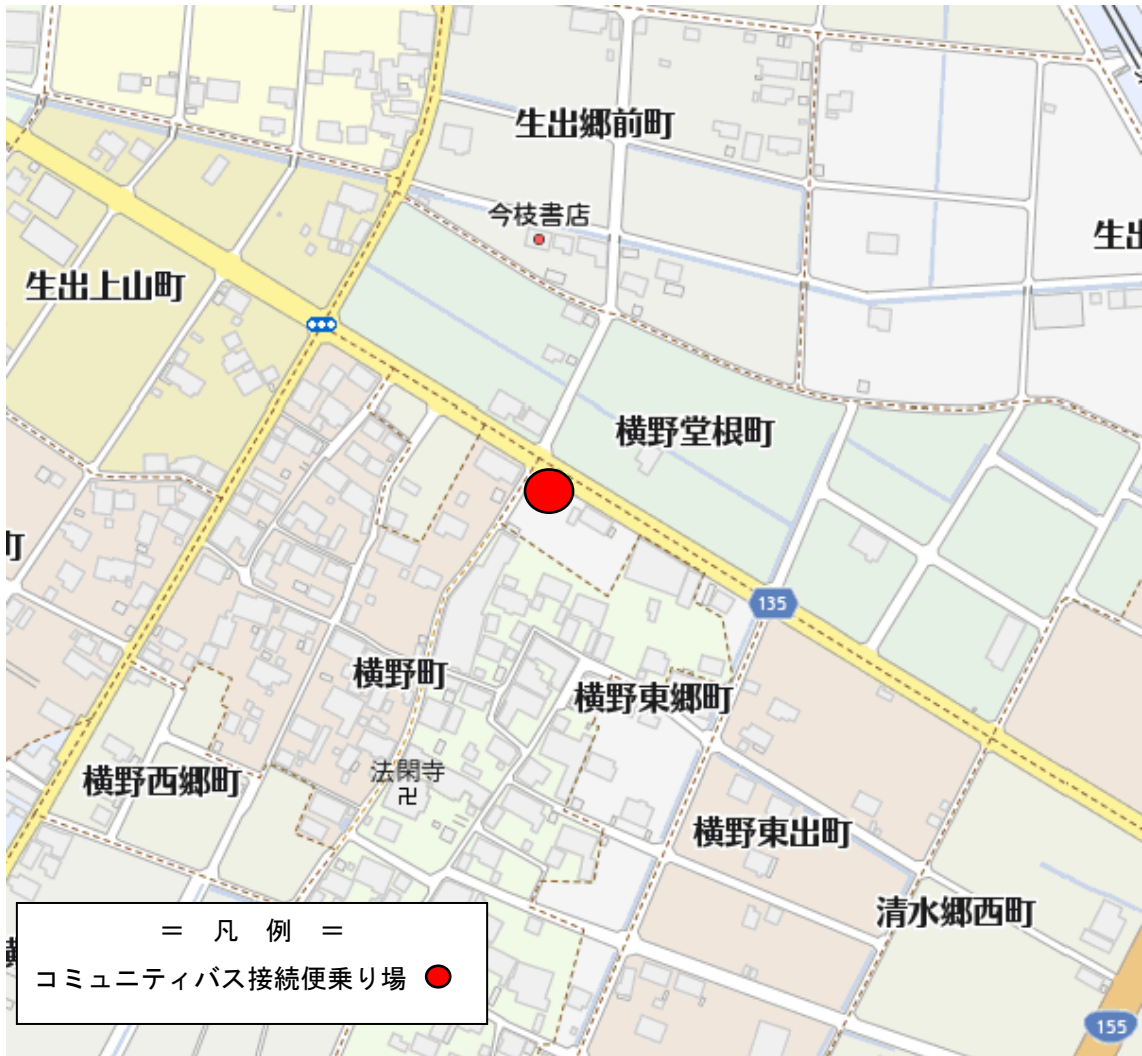 生出郷前町
今枝書店
生出
生出上山町
横野堂根町
町
135
横野町
横野東郷町
法閑寺
横野西郷町
横野東出町
清水郷西町
＝ 凡 例 ＝
コミュニティバス接続便乗り場
横
155